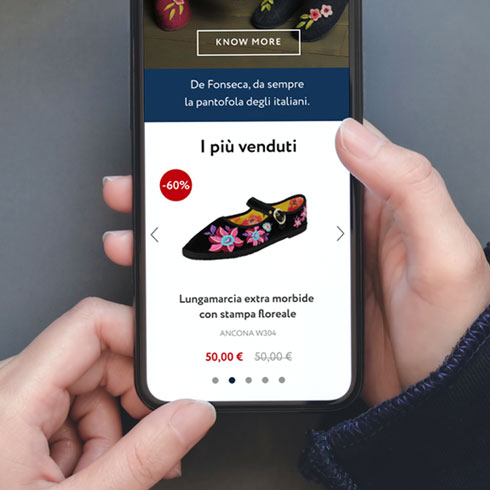 KNOW MORE
De Fonseca, da sempre
la pantofola degli italiani.
I più venduti
-60%
Lungamarcia extra morbide
con stampa floreale
ANCONA W304
50,00 € 50,00 €